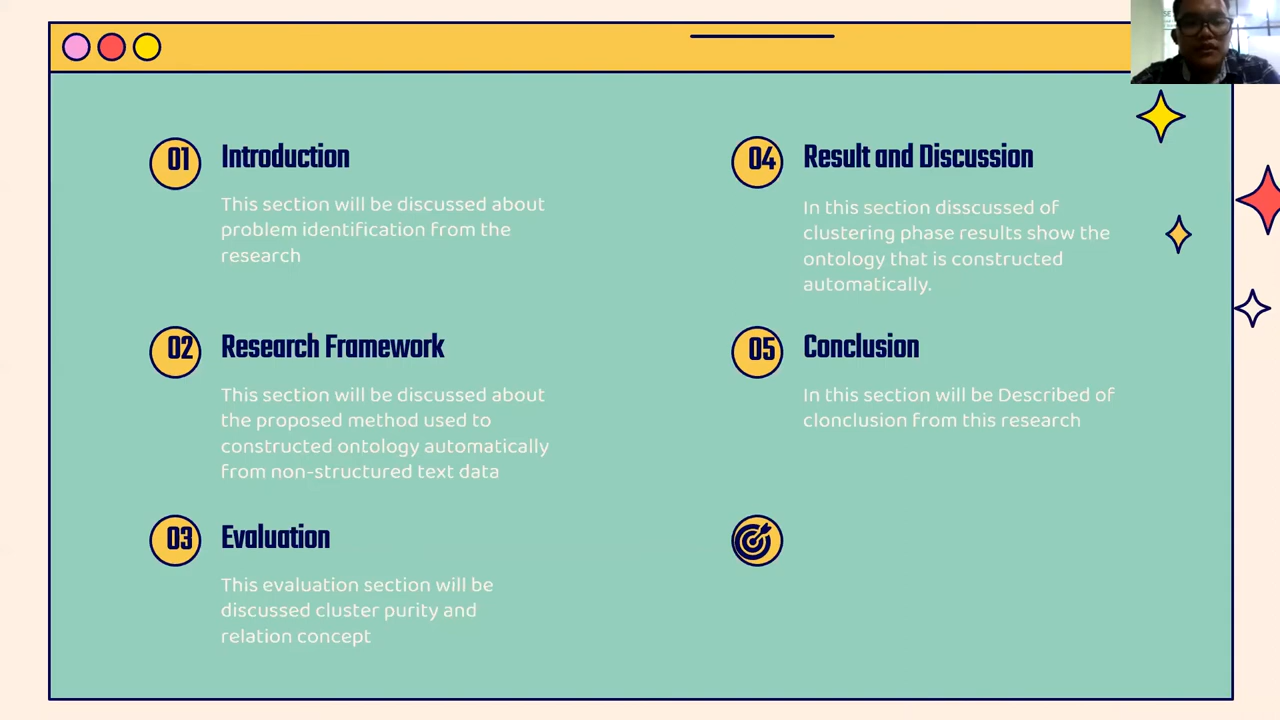 01 Introduction
This section will be discussed about
problem identification from the
research
02 Research Framework
This section will be discussed about
the proposed method used to
constructed ontology automatically
from non-structured text data
03 Evaluation
This evaluation section will be
discussed cluster purity and
relation concept
04 Result and Discussion
In this section disscussed of
clustering phase results show the
ontology that is constructed
automatically.
05 Conclusion
In this section will be Described of
clonclusion from this research